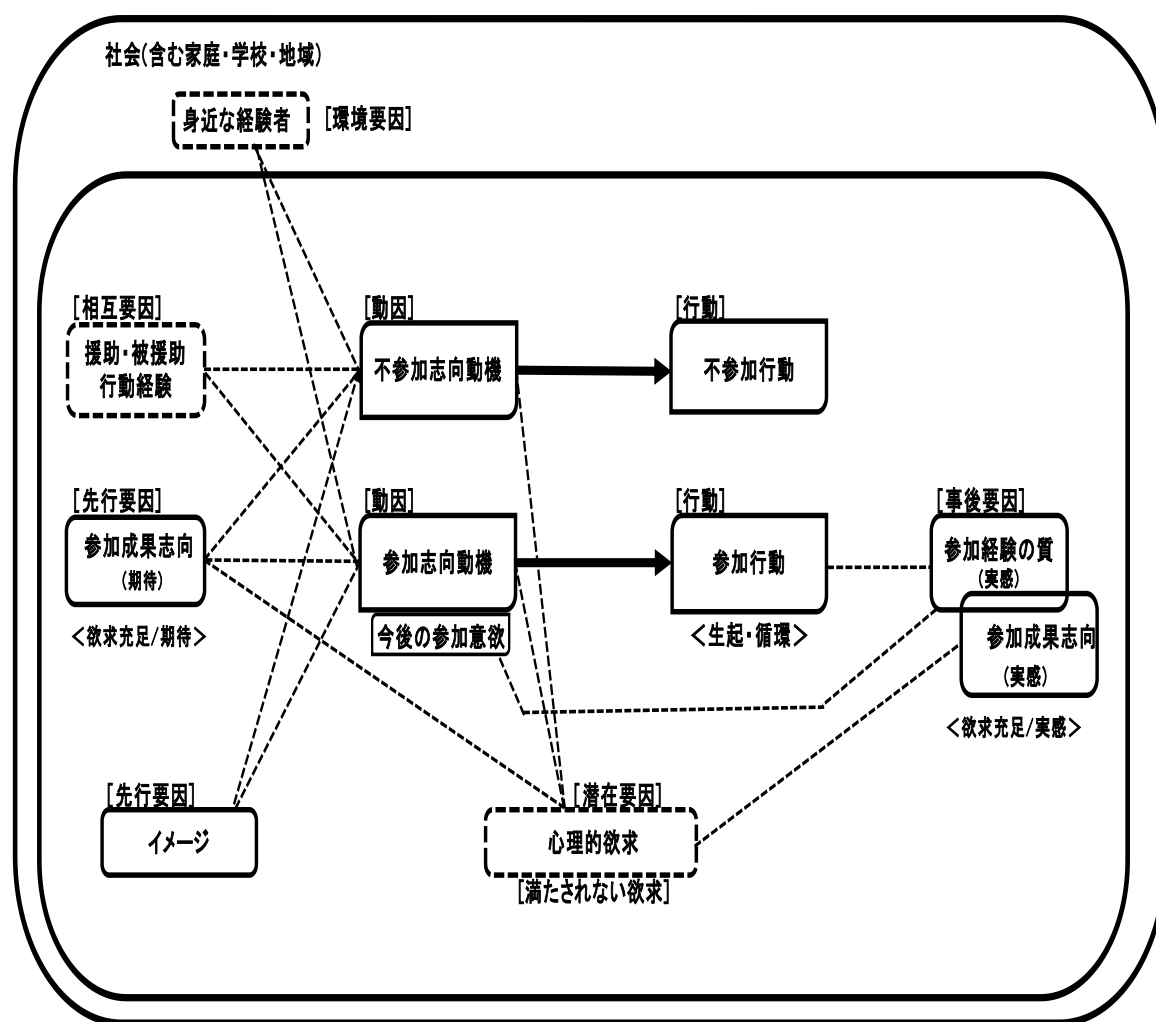 社会(含む家庭・学校・地域)
身近な経験者
[環境要因]
[相互要因]
援助・被援助
行動経験
[動因]
不参加志向動機
[行動]
不参加行動
[先行要因]
参加成果志向
(期待)
＜欲求充足/期待＞
[動因]
参加志向動機
今後の参加意欲
[行動]
参加行動
＜生起・循環＞
[事後要因]
参加経験の質
(実感)
参加成果志向
(実感)
＜欲求充足/実感＞
[先行要因]
イメージ
[潜在要因]
心理的欲求
[満たされない欲求]